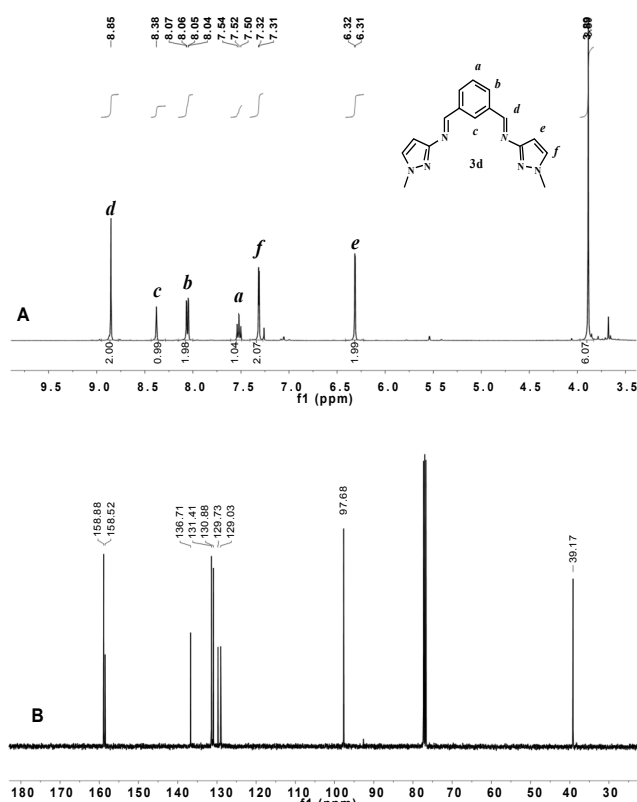 8.85
8.38
8.07
8.06
8.05
8.04
7.54
7.52
7.50
7.32
7.31
6.32
6.31
a
b
d
c
e
N
N
f
N
N
N
N
3d
d
c
b
a
f
e
A
2.00
0.99
1.98
1.04
2.07
1.99
6.07
9.5 9.0 8.5 8.0 7.5 7.0 6.5 6.0 5 5 5.0 4.5 4.0 3.5
f1 (ppm)
158.88
158.52
136.71
131.41
130.88
129.73
129.03
97.68
39.17
B
180 170 160 150 140 130 120 110 100 90 80 70 60 50 40 30
f1 (ppm)